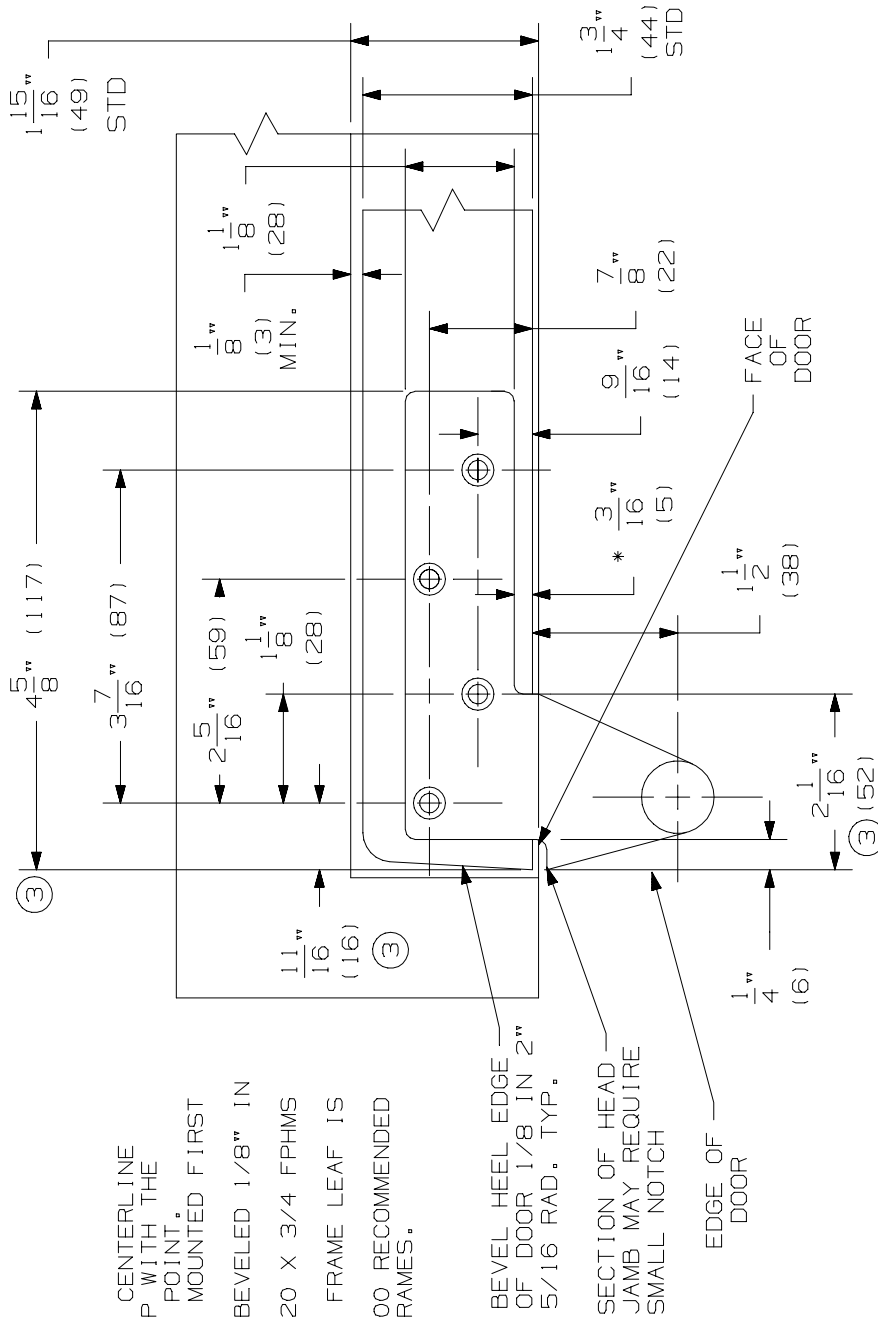 CENTERLINE
P WITH THE
POINT.
MOUNTED FIRST
BEVELED 1/8" IN
20 X 3/4 FPHMS
FRAME LEAF IS
00 RECOMMENDED
RAMES.
3
4 5/8" (117)
3 7/16" (87)
2 5/16" (59)
1 1/8"
(28)
11/16"
(16)
3
1 15/16"
(49)
STD
1 1/8"
(28)
1/8"
(3)
MIN.
BEVEL HEEL EDGE
OF DOOR 1/8 IN 2"
5/16 RAD. TYP.
SECTION OF HEAD
JAMB MAY REQUIRE
SMALL NOTCH
EDGE OF
DOOR
1 3/4"
(44)
STD
7/8"
(22)
9/16"
(14)
* 3/16"
(5)
1 1/2"
(38)
FACE
OF
DOOR
1/4"
(6)
2 1/16"
3 (52)